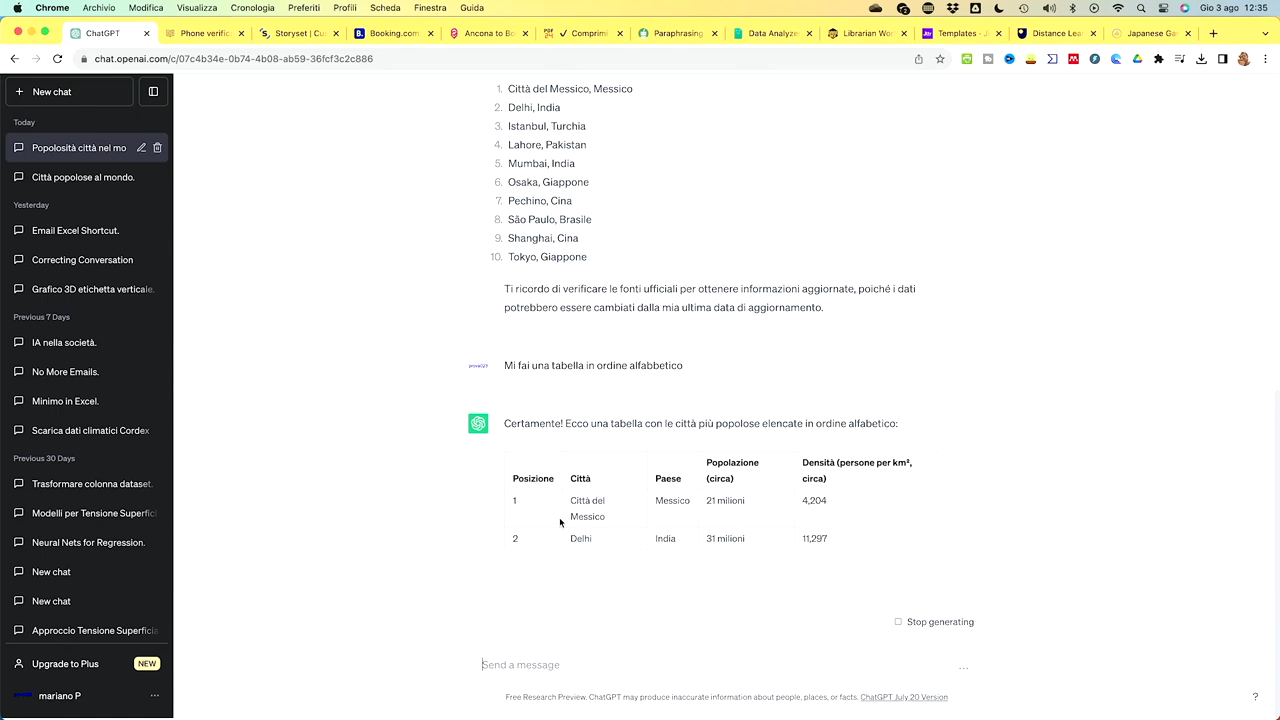 Chrome Archivio Modifica Visualizza Cronologia Preferiti Profili Scheda Finestra Guida Gio 3 ago 12:35
ChatGPT Phone verific Storyset | Cus Booking.com Ancona to Bo ✓ Comprimi Paraphrasing Data Analyze Librarian Wor Templates - J Distance Lear Japanese Ga
chat.openai.com/c/07c4b34e-0b74-4b08-ab59-36fcf3c2c886
New chat
Today
Popolosità città nel mo
Città popolose al mondo.
Yesterday
Email Excel Shortcut.
Correcting Conversation
Grafico 3D etichetta verticale.
Previous 7 Days
IA nella società.
No More Emails.
Minimo in Excel.
Scarica dati climatici Cordex
Previous 30 Days
Trasformare colonna dataset.
Modelli per Tensione Superfici
Neural Nets for Regression.
New chat
New chat
Approccio Tensione Superficia
Upgrade to Plus NEW
mariano P
1. Città del Messico, Messico
2. Delhi, India
3. Istanbul, Turchia
4. Lahore, Pakistan
5. Mumbai, India
6. Osaka, Giappone
7. Pechino, Cina
8. São Paulo, Brasile
9. Shanghai, Cina
10. Tokyo, Giappone
Ti ricordo di verificare le fonti ufficiali per ottenere informazioni aggiornate, poiché i dati
potrebbero essere cambiati dalla mia ultima data di aggiornamento.
prova023
Mi fai una tabella in ordine alfabbetico
Certamente! Ecco una tabella con le città più popolose elencate in ordine alfabetico:
Posizione Città Paese Popolazione (circa) Densità (persone per km², circa)
1 Città del Messico Messico 21 milioni 4,204
2 Delhi India 31 milioni 11,297
Stop generating
Send a message
...
Free Research Preview. ChatGPT may produce inaccurate information about people, places, or facts. ChatGPT July 20 Version
?